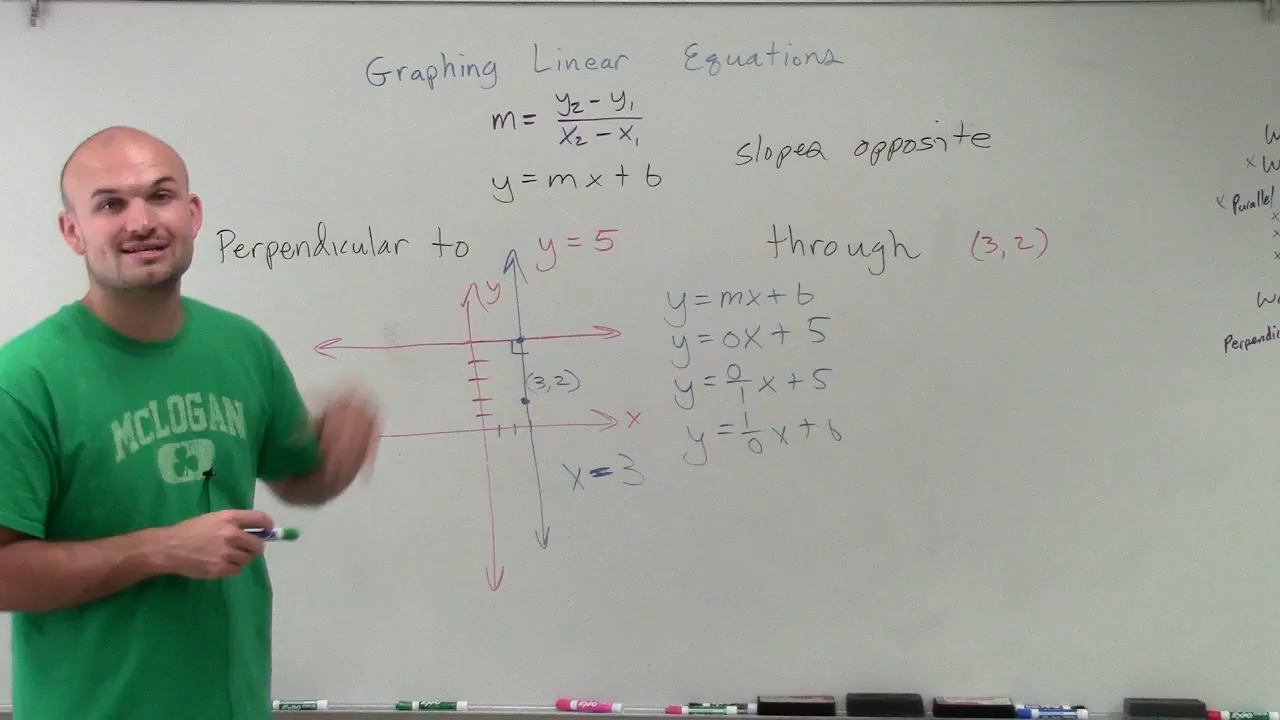 Graphing Linear Equations
m = y₂ - y₁ / x₂ - x₁
y = mx + b
slopes opposite
Perpendicular to y = 5 through (3,2)
y = mx + b
y = 0x + 5
y = 0/1 x + 5
y = 1/0 x + b
y
(3,2)
x
x = 3
MCLOGAN
W
x W
x Parallel
x
x
x
W
Perpendic
EXPO